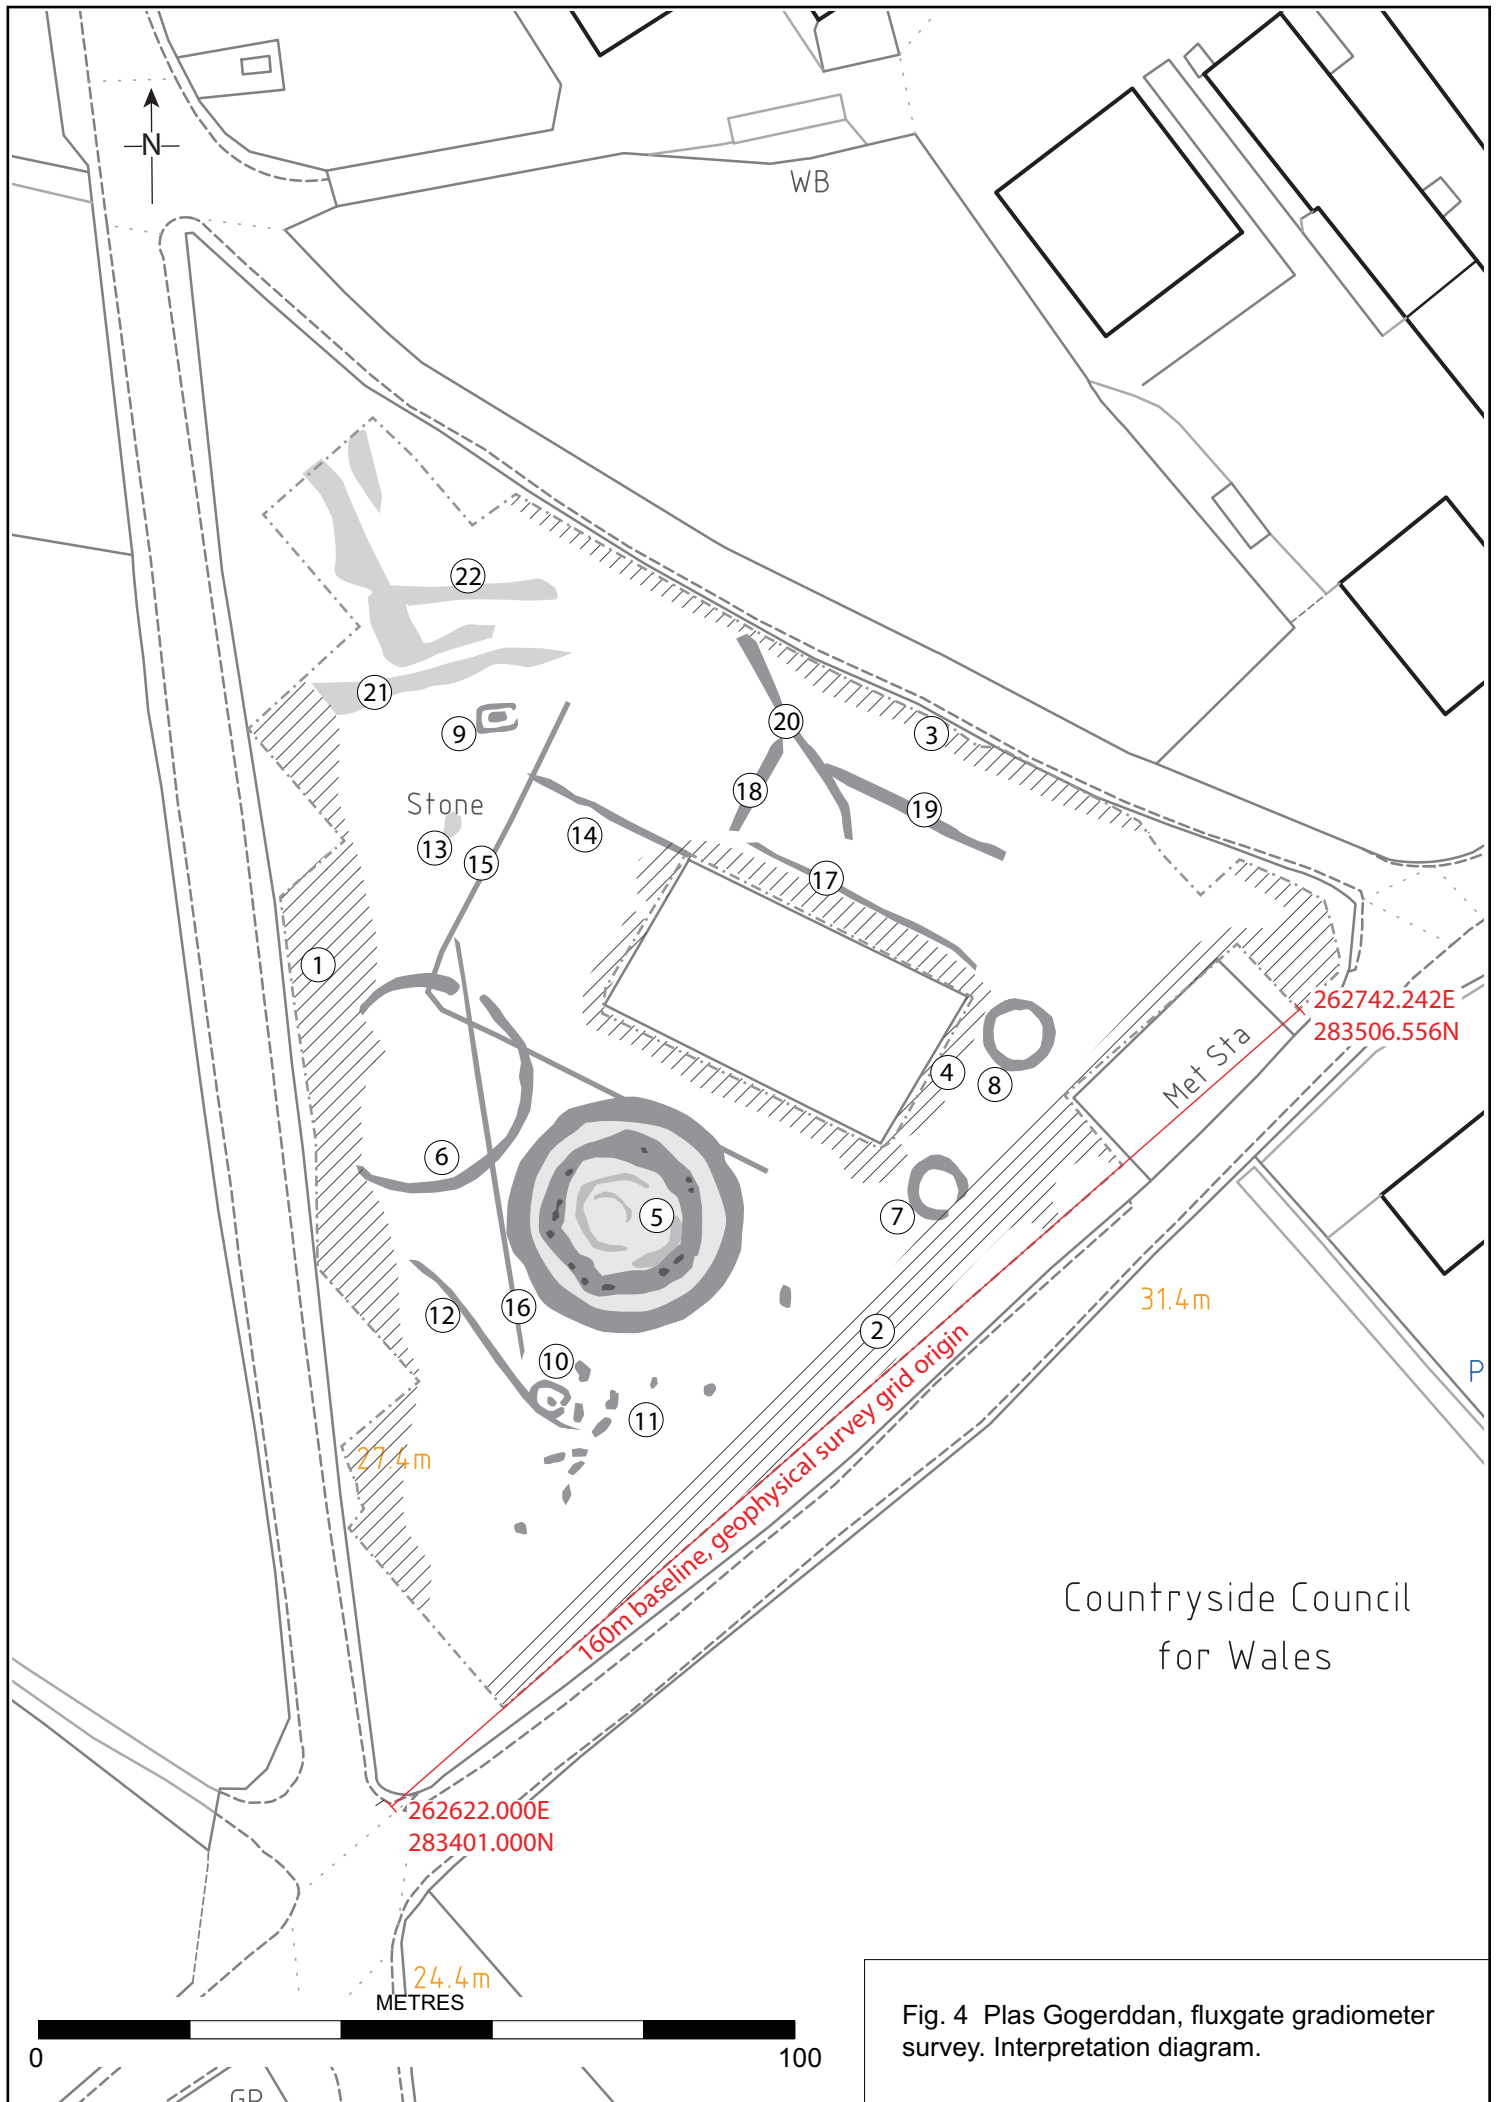 N
WB
22
21
20
3
9
18
Stone
19
13
14
15
17
1
262742.242E
283506.556N
Met Sta
4
8
6
5
7
31.4m
16
12
2
10
P
11
27.4m
160m baseline, geophysical survey grid origin
Countryside Council
for Wales
262622.000E
283401.000N
24.4m
METRES
0
100
Fig. 4 Plas Gogerddan, fluxgate gradiometer
survey. Interpretation diagram.